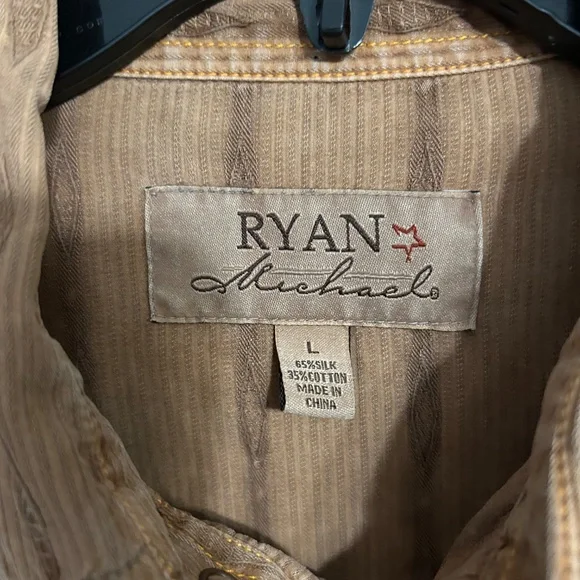 RYAN
Michael®
L
65%SILK
35%COTTON
MADE IN
CHINA